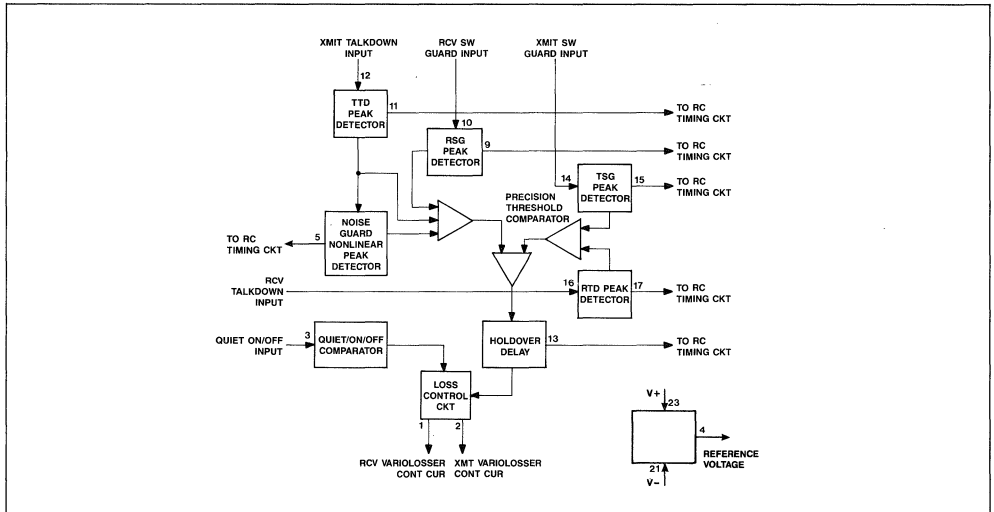 XMIT TALKDOWN
INPUT
RCV SW
GUARD INPUT
XMIT SW
GUARD INPUT
12
TTD
PEAK
DETECTOR
11
TO RC
TIMING CKT
10
RSG
PEAK
DETECTOR
9
TO RC
TIMING CKT
14
TSG
PEAK
DETECTOR
15
TO RC
TIMING CKT
PRECISION
THRESHOLD
COMPARATOR
NOISE
GUARD
NONLINEAR
PEAK
DETECTOR
TO RC
TIMING CKT
5
RCV
TALKDOWN
INPUT
16
RTD PEAK
DETECTOR
17
TO RC
TIMING CKT
QUIET ON/OFF
INPUT
3
QUIET/ON/OFF
COMPARATOR
HOLDOVER
DELAY
13
TO RC
TIMING CKT
LOSS
CONTROL
CKT
1
2
RCV VARIOLOSSER
CONT CUR
XMT VARIOLOSSER
CONT CUR
V+
23
4
REFERENCE
VOLTAGE
21
V−